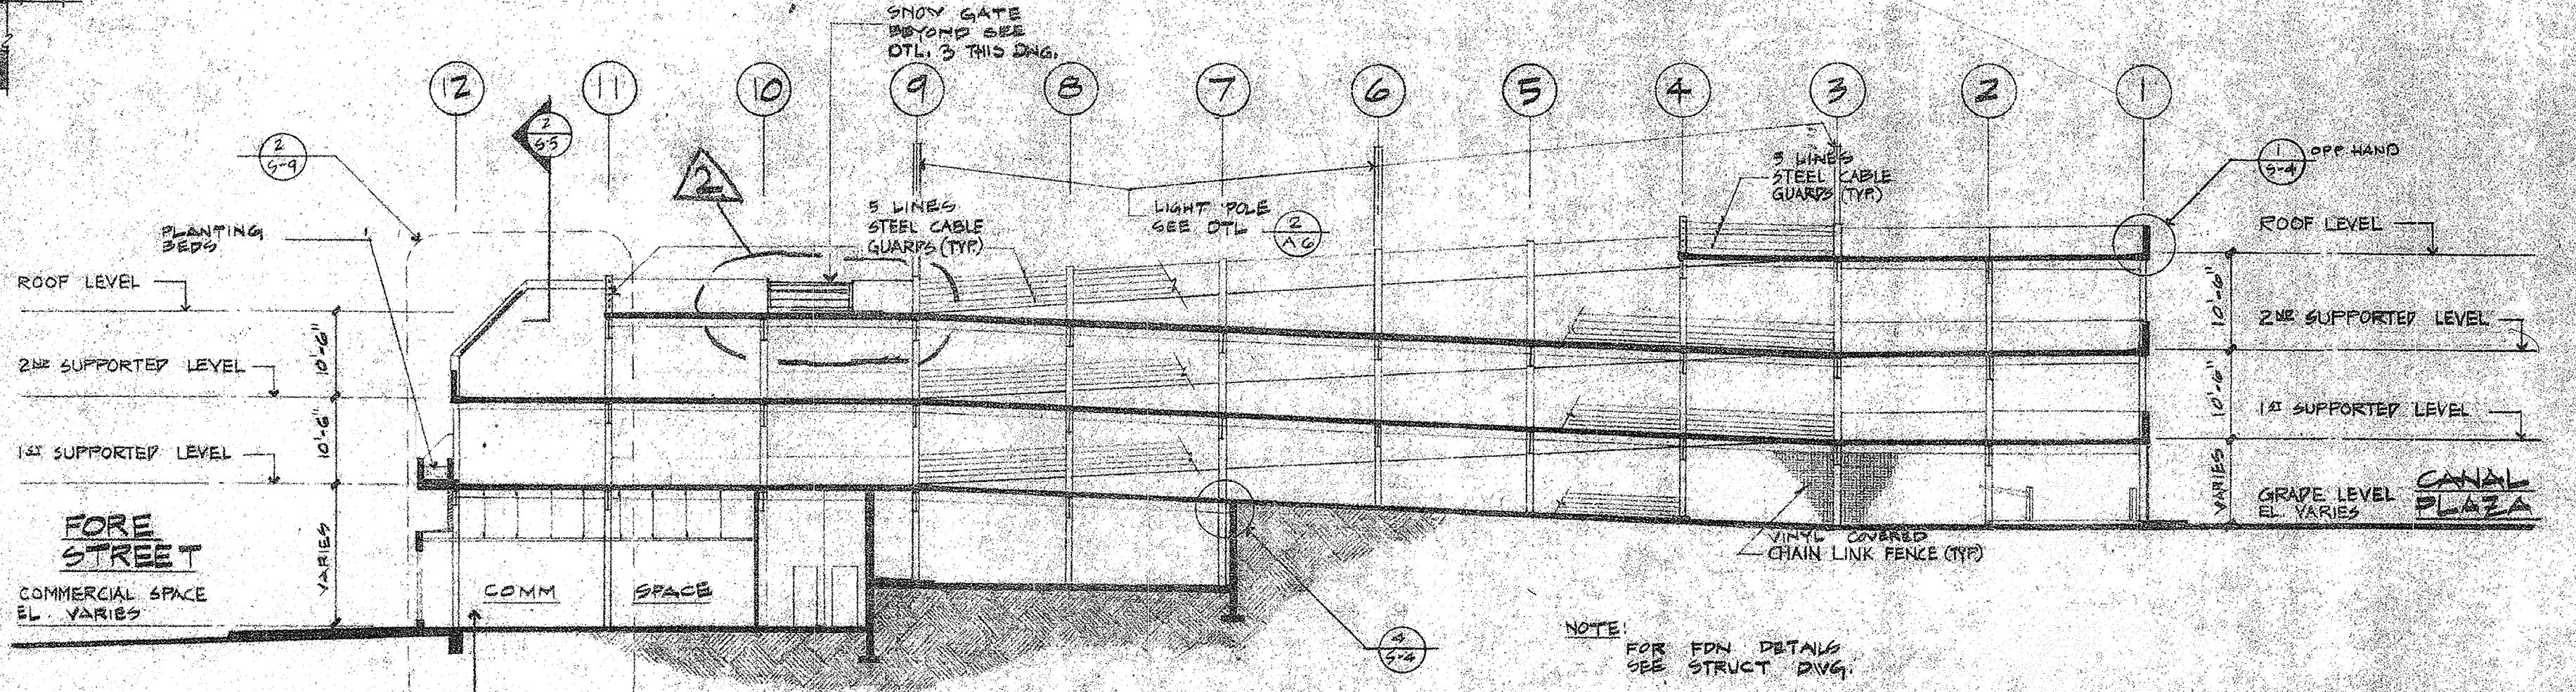 SNOW GATE
BEYOND SEE
DTL. 3 THIS DWG.
12
11
10
9
8
7
6
5
4
3
2
1
2
S-9
2
S-5
2
PLANTING
BEDS
5 LINES
STEEL CABLE
GUARDS (TYP.)
LIGHT POLE
SEE DTL
2
A6
3 LINES
STEEL CABLE
GUARDS (TYP.)
1
S-4
OPP. HAND
ROOF LEVEL
2ND SUPPORTED LEVEL
1ST SUPPORTED LEVEL
10'-6"
10'-6"
VARIES
FORE
STREET
COMMERCIAL SPACE
EL. VARIES
COMM
SPACE
ROOF LEVEL
2ND SUPPORTED LEVEL
1ST SUPPORTED LEVEL
10'-6"
10'-6"
VARIES
GRADE LEVEL
EL. VARIES
CANAL
PLAZA
VINYL COVERED
CHAIN LINK FENCE (TYP)
4
S-4
NOTE:
FOR FDN DETAILS
SEE STRUCT DWG.